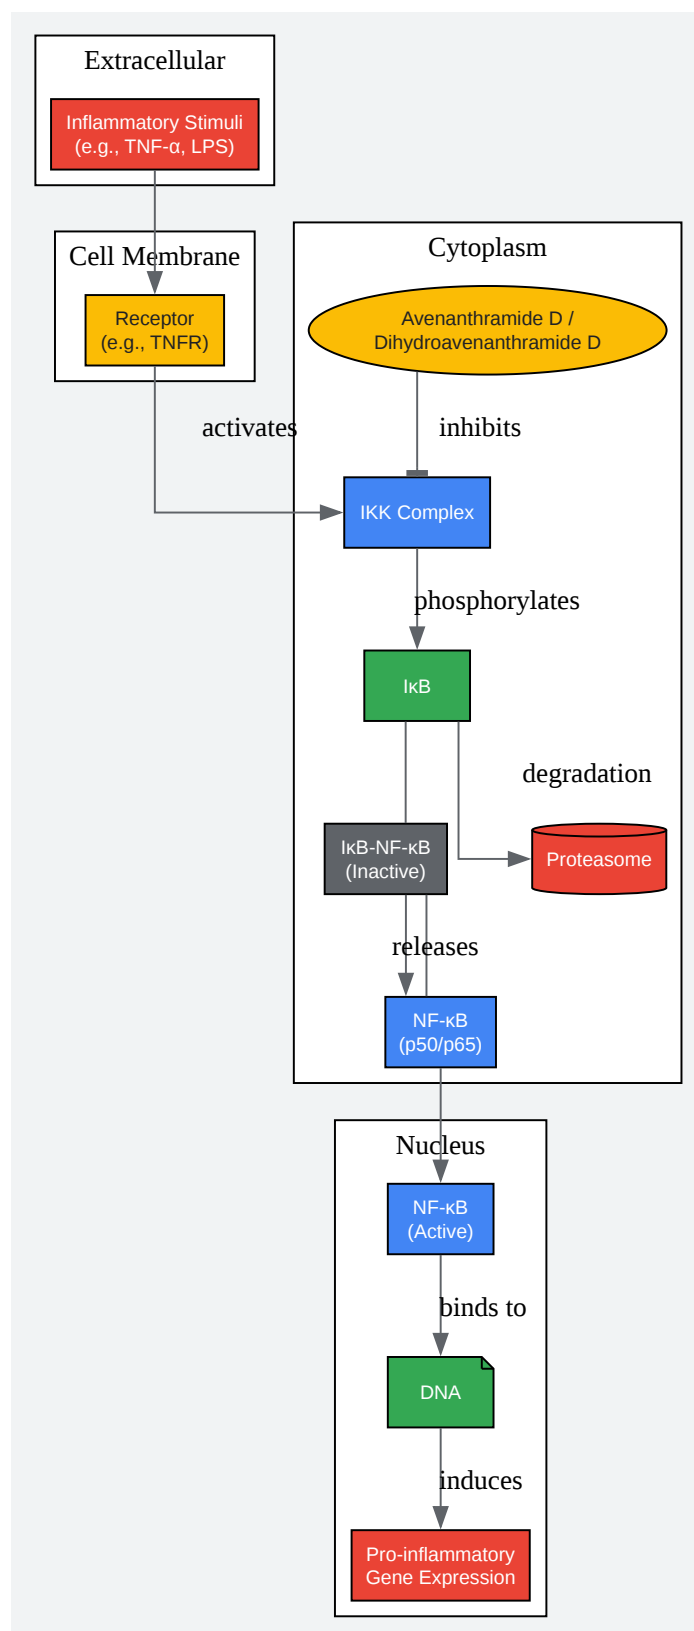 Extracellular
Inflammatory Stimuli
(e.g., TNF-α, LPS)
Cell Membrane
Receptor
(e.g., TNFR)
Cytoplasm
Avenanthramide D /
Dihydroavenanthramide D
activates
inhibits
IKK Complex
phosphorylates
IκB
degradation
IκB-NF-κB
(Inactive)
Proteasome
releases
NF-κB
(p50/p65)
Nucleus
NF-κB
(Active)
binds to
DNA
induces
Pro-inflammatory
Gene Expression